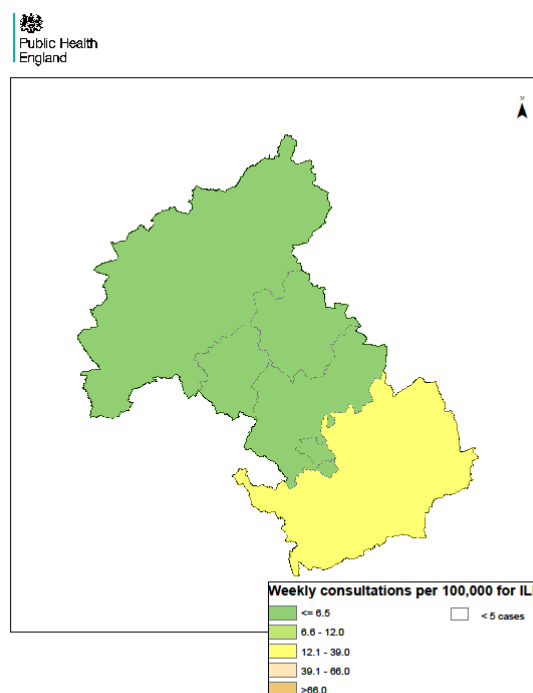 Public Health
England
N
Weekly consultations per 100,000 for ILI
<= 6.5
< 5 cases
6.6 - 12.0
12.1 - 39.0
39.1 - 66.0
>66.0